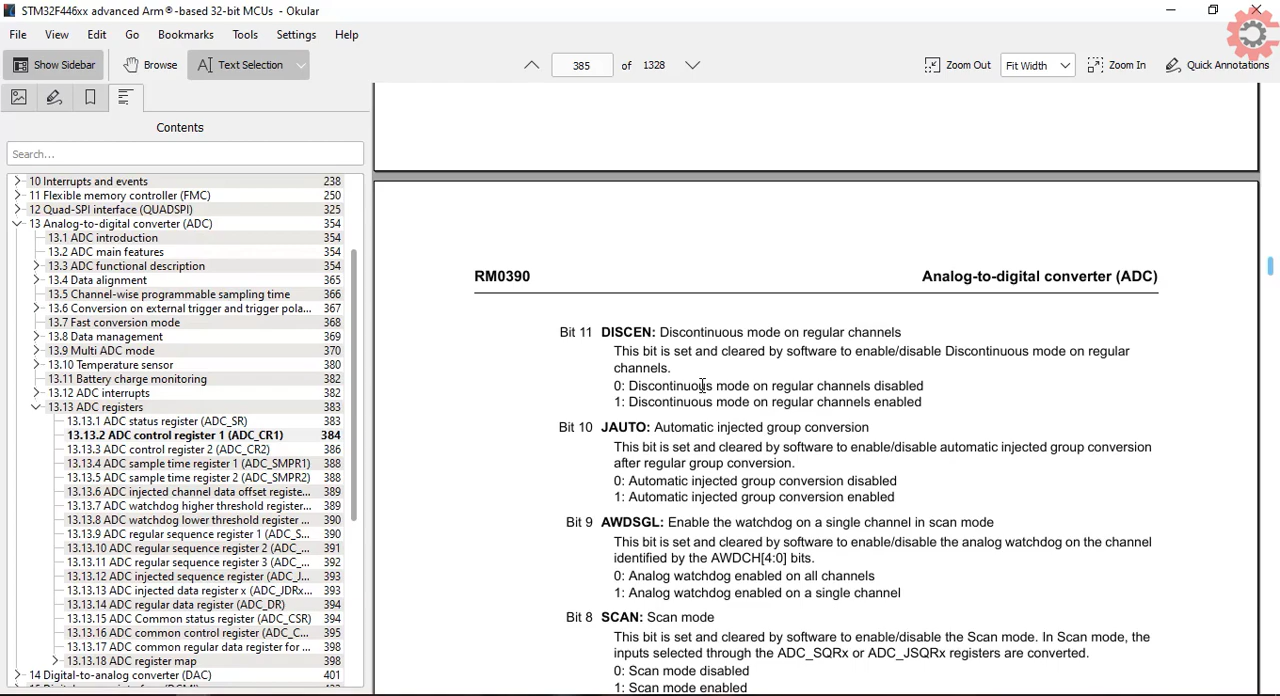 STM32F446xx advanced Arm®-based 32-bit MCUs - Okular
File View Edit Go Bookmarks Tools Settings Help
Show Sidebar Browse Text Selection 385 of 1328 Zoom Out Fit Width Zoom In Quick Annotations
Contents
Search...
10 Interrupts and events 238
11 Flexible memory controller (FMC) 250
12 Quad-SPI interface (QUADSPI) 325
13 Analog-to-digital converter (ADC) 354
13.1 ADC introduction 354
13.2 ADC main features 354
13.3 ADC functional description 354
13.4 Data alignment 365
13.5 Channel-wise programmable sampling time 366
13.6 Conversion on external trigger and trigger pola... 367
13.7 Fast conversion mode 368
13.8 Data management 369
13.9 Multi ADC mode 370
13.10 Temperature sensor 380
13.11 Battery charge monitoring 382
13.12 ADC interrupts 382
13.13 ADC registers 383
13.13.1 ADC status register (ADC_SR) 383
13.13.2 ADC control register 1 (ADC_CR1) 384
13.13.3 ADC control register 2 (ADC_CR2) 386
13.13.4 ADC sample time register 1 (ADC_SMPR1) 388
13.13.5 ADC sample time register 2 (ADC_SMPR2) 388
13.13.6 ADC injected channel data offset registe... 389
13.13.7 ADC watchdog higher threshold register... 389
13.13.8 ADC watchdog lower threshold register ... 390
13.13.9 ADC regular sequence register 1 (ADC_S... 390
13.13.10 ADC regular sequence register 2 (ADC_... 391
13.13.11 ADC regular sequence register 3 (ADC_... 392
13.13.12 ADC injected sequence register (ADC_J... 393
13.13.13 ADC injected data register x (ADC_JDRx... 393
13.13.14 ADC regular data register (ADC_DR) 394
13.13.15 ADC Common status register (ADC_CSR) 394
13.13.16 ADC common control register (ADC_C... 395
13.13.17 ADC common regular data register for ... 398
13.13.18 ADC register map 398
14 Digital-to-analog converter (DAC) 401
RM0390 Analog-to-digital converter (ADC)
Bit 11 DISCEN: Discontinuous mode on regular channels
This bit is set and cleared by software to enable/disable Discontinuous mode on regular
channels.
0: Discontinuous mode on regular channels disabled
1: Discontinuous mode on regular channels enabled
Bit 10 JAUTO: Automatic injected group conversion
This bit is set and cleared by software to enable/disable automatic injected group conversion
after regular group conversion.
0: Automatic injected group conversion disabled
1: Automatic injected group conversion enabled
Bit 9 AWDSGL: Enable the watchdog on a single channel in scan mode
This bit is set and cleared by software to enable/disable the analog watchdog on the channel
identified by the AWDCH[4:0] bits.
0: Analog watchdog enabled on all channels
1: Analog watchdog enabled on a single channel
Bit 8 SCAN: Scan mode
This bit is set and cleared by software to enable/disable the Scan mode. In Scan mode, the
inputs selected through the ADC_SQRx or ADC_JSQRx registers are converted.
0: Scan mode disabled
1: Scan mode enabled